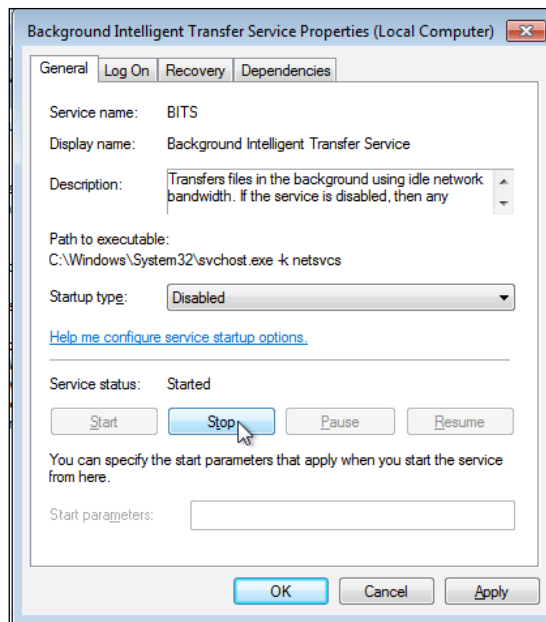 Background Intelligent Transfer Service Properties (Local Computer)
General Log On Recovery Dependencies
Service name: BITS
Display name: Background Intelligent Transfer Service
Description: Transfers files in the background using idle network
bandwidth. If the service is disabled, then any
Path to executable:
C:\Windows\System32\svchost.exe -k netsvcs
Startup type: Disabled
Help me configure service startup options.
Service status: Started
Start Stop Pause Resume
You can specify the start parameters that apply when you start the service
from here.
Start parameters:
OK Cancel Apply